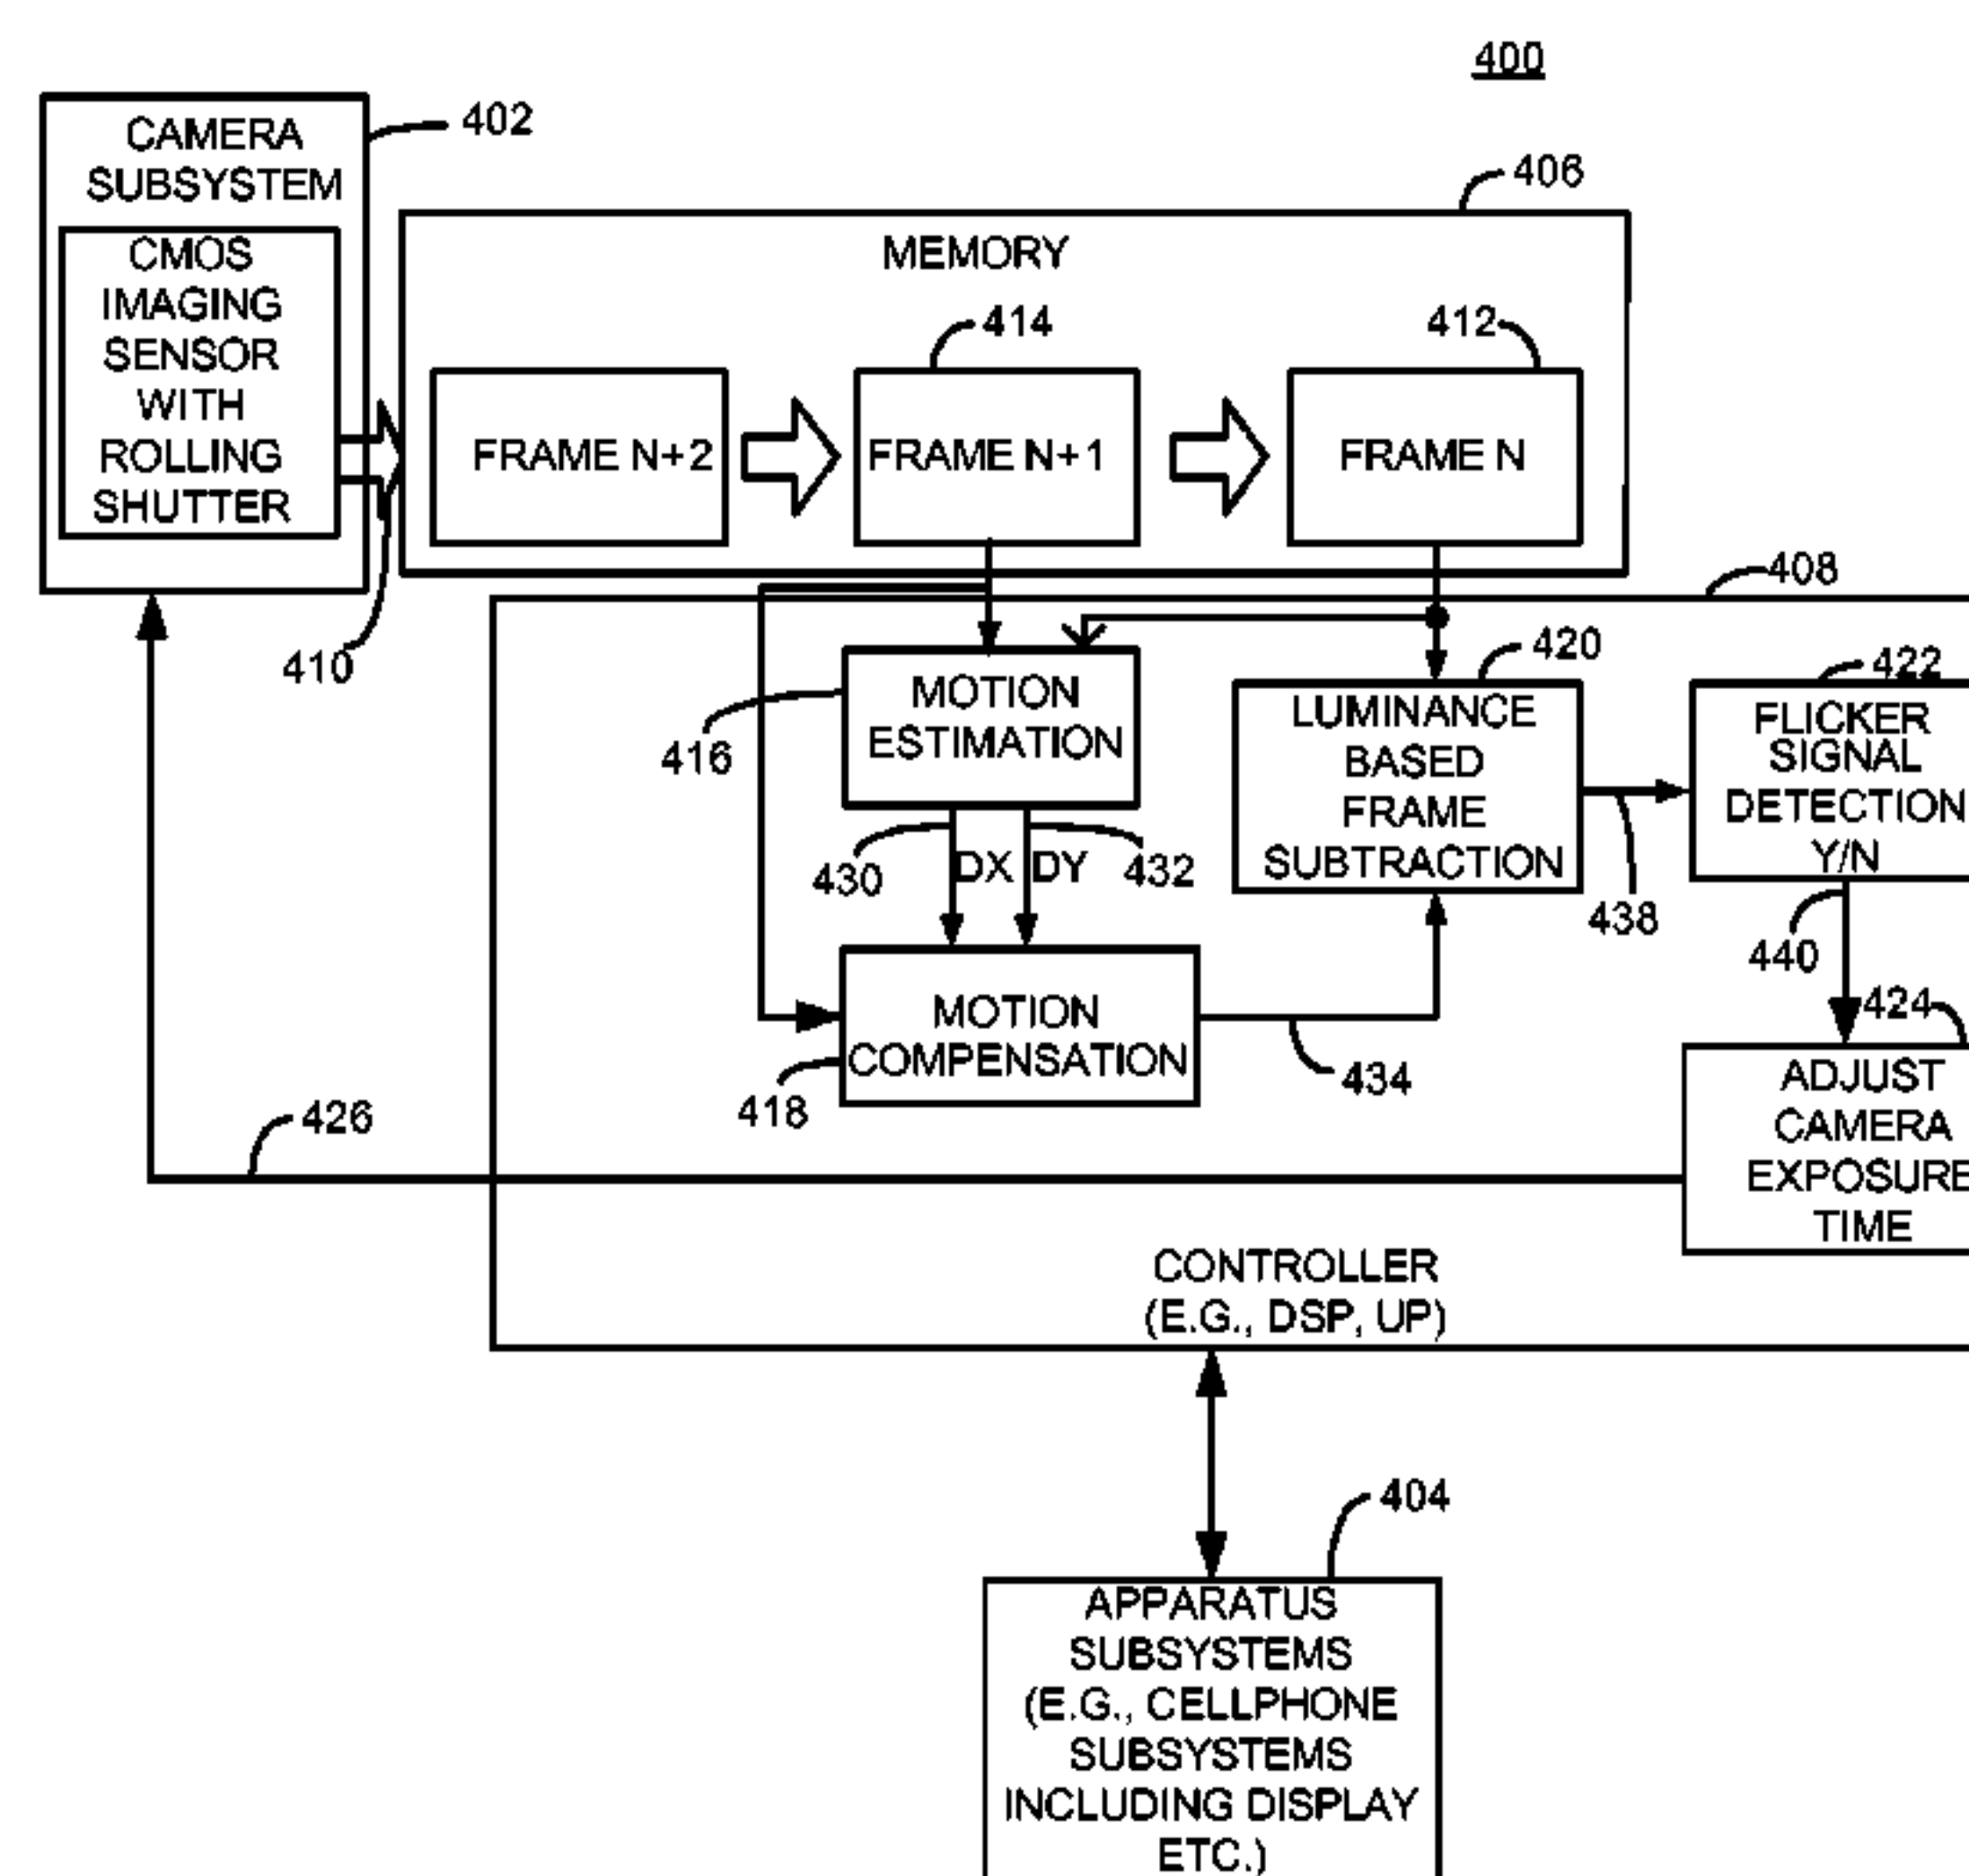 400
CAMERA
SUBSYSTEM
402
CMOS
IMAGING
SENSOR
WITH
ROLLING
SHUTTER
406
MEMORY
414
412
FRAME N+2
FRAME N+1
FRAME N
408
410
416
MOTION
ESTIMATION
420
LUMINANCE
BASED
FRAME
SUBTRACTION
422
FLICKER
SIGNAL
DETECTION
Y/N
430
DX
DY
432
438
440
MOTION
COMPENSATION
418
434
424
ADJUST
CAMERA
EXPOSURE
TIME
426
CONTROLLER
(E.G., DSP, UP)
404
APPARATUS
SUBSYSTEMS
(E.G., CELLPHONE
SUBSYSTEMS
INCLUDING DISPLAY
ETC.)